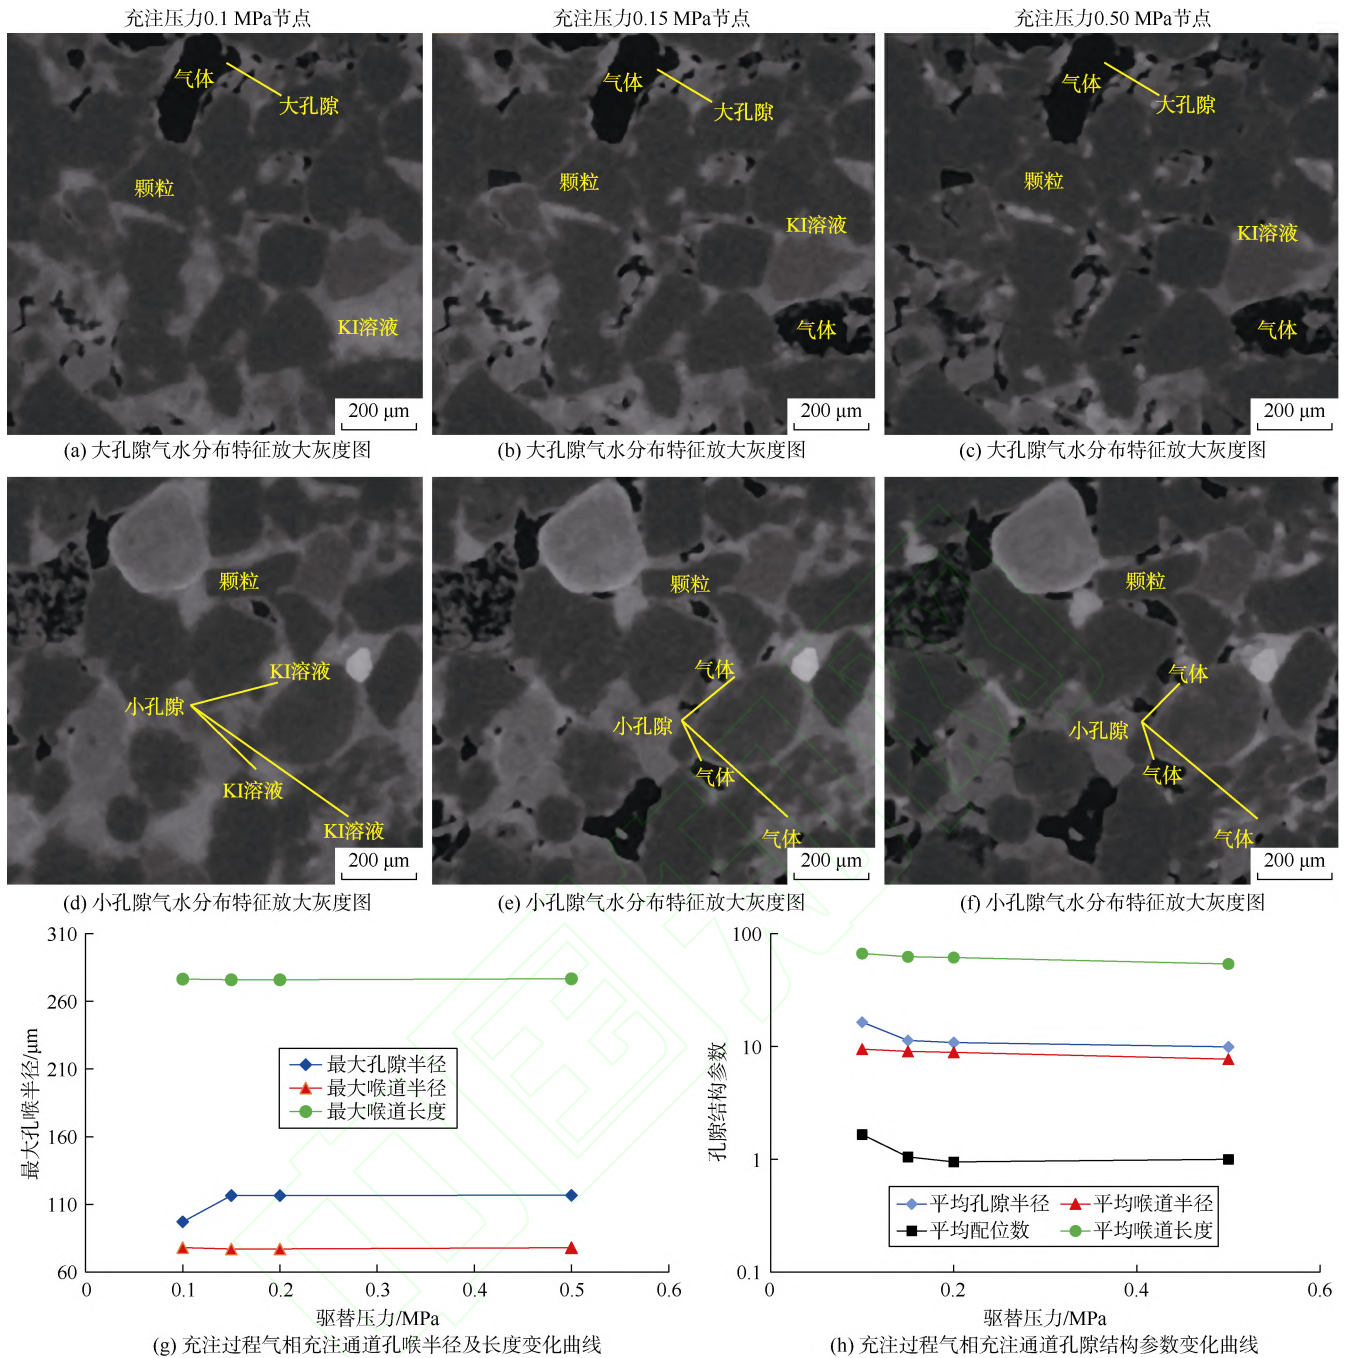 充注压力0.1 MPa节点
充注压力0.15 MPa节点
充注压力0.50 MPa节点
气体
大孔隙
颗粒
KI溶液
200 μm
气体
大孔隙
颗粒
KI溶液
气体
200 μm
气体
大孔隙
颗粒
KI溶液
气体
200 μm
(a) 大孔隙气水分布特征放大灰度图
(b) 大孔隙气水分布特征放大灰度图
(c) 大孔隙气水分布特征放大灰度图
颗粒
KI溶液
小孔隙
KI溶液
KI溶液
200 μm
颗粒
气体
小孔隙
气体
气体
200 μm
颗粒
气体
小孔隙
气体
气体
200 μm
(d) 小孔隙气水分布特征放大灰度图
(e) 小孔隙气水分布特征放大灰度图
(f) 小孔隙气水分布特征放大灰度图
310
260
210
160
110
60
最大孔喉半径/μm
最大孔隙半径
最大喉道半径
最大喉道长度
0
0.1
0.2
0.3
0.4
0.5
0.6
驱替压力/MPa
(g) 充注过程气相充注通道孔喉半径及长度变化曲线
100
10
1
0.1
孔隙结构参数
平均孔隙半径
平均喉道半径
平均配位数
平均喉道长度
0
0.2
0.4
0.6
驱替压力/MPa
(h) 充注过程气相充注通道孔隙结构参数变化曲线